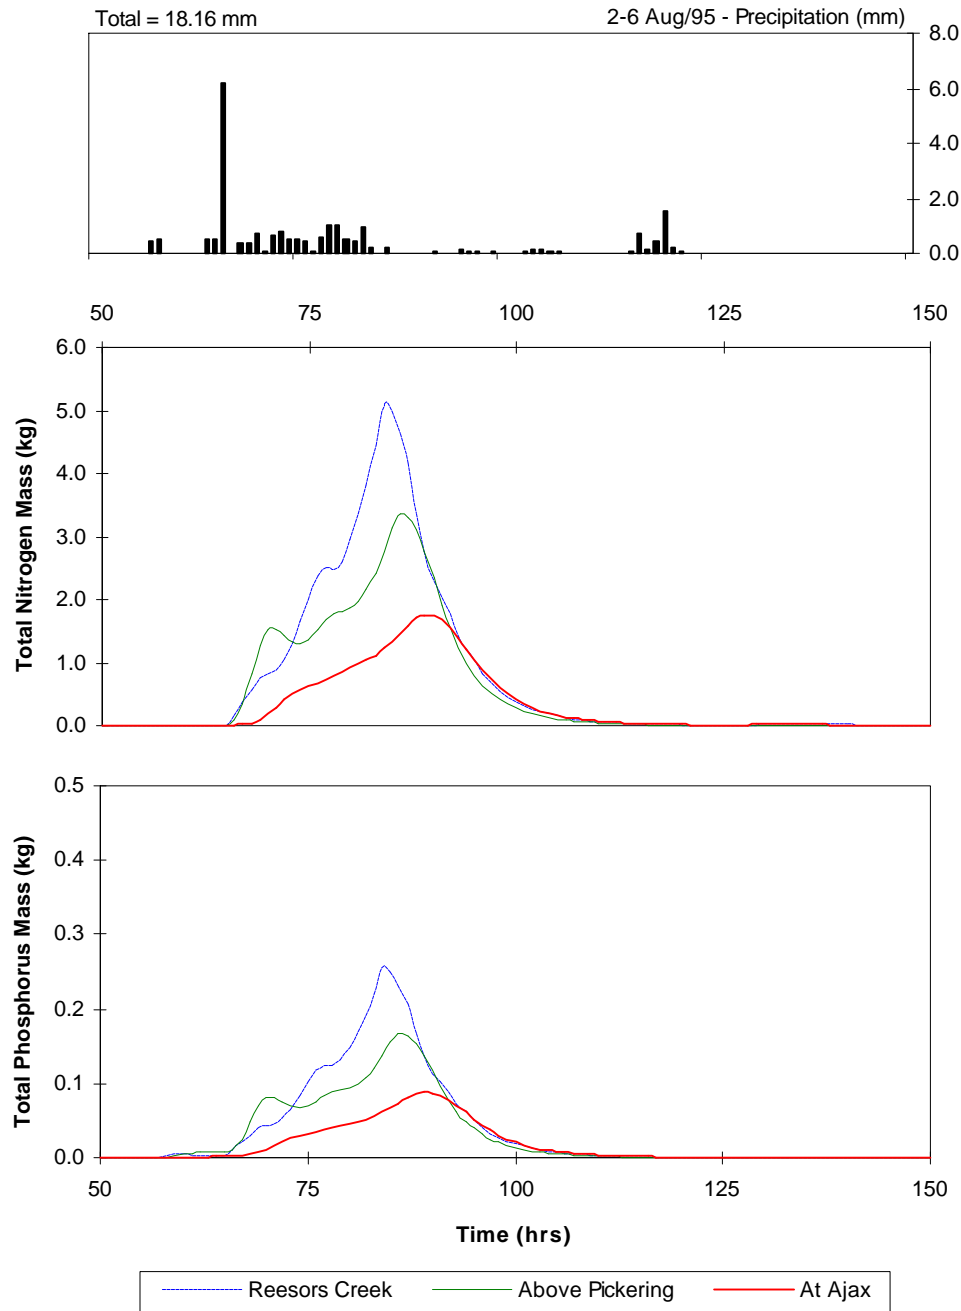 Total = 18.16 mm
2-6 Aug/95 - Precipitation (mm)
8.0
6.0
4.0
2.0
0.0
50 75 100 125 150
Total Nitrogen Mass (kg)
6.0
5.0
4.0
3.0
2.0
1.0
0.0
Total Phosphorus Mass (kg)
0.5
0.4
0.3
0.2
0.1
0.0
50 75 100 125 150
Time (hrs)
Reesors Creek Above Pickering At Ajax